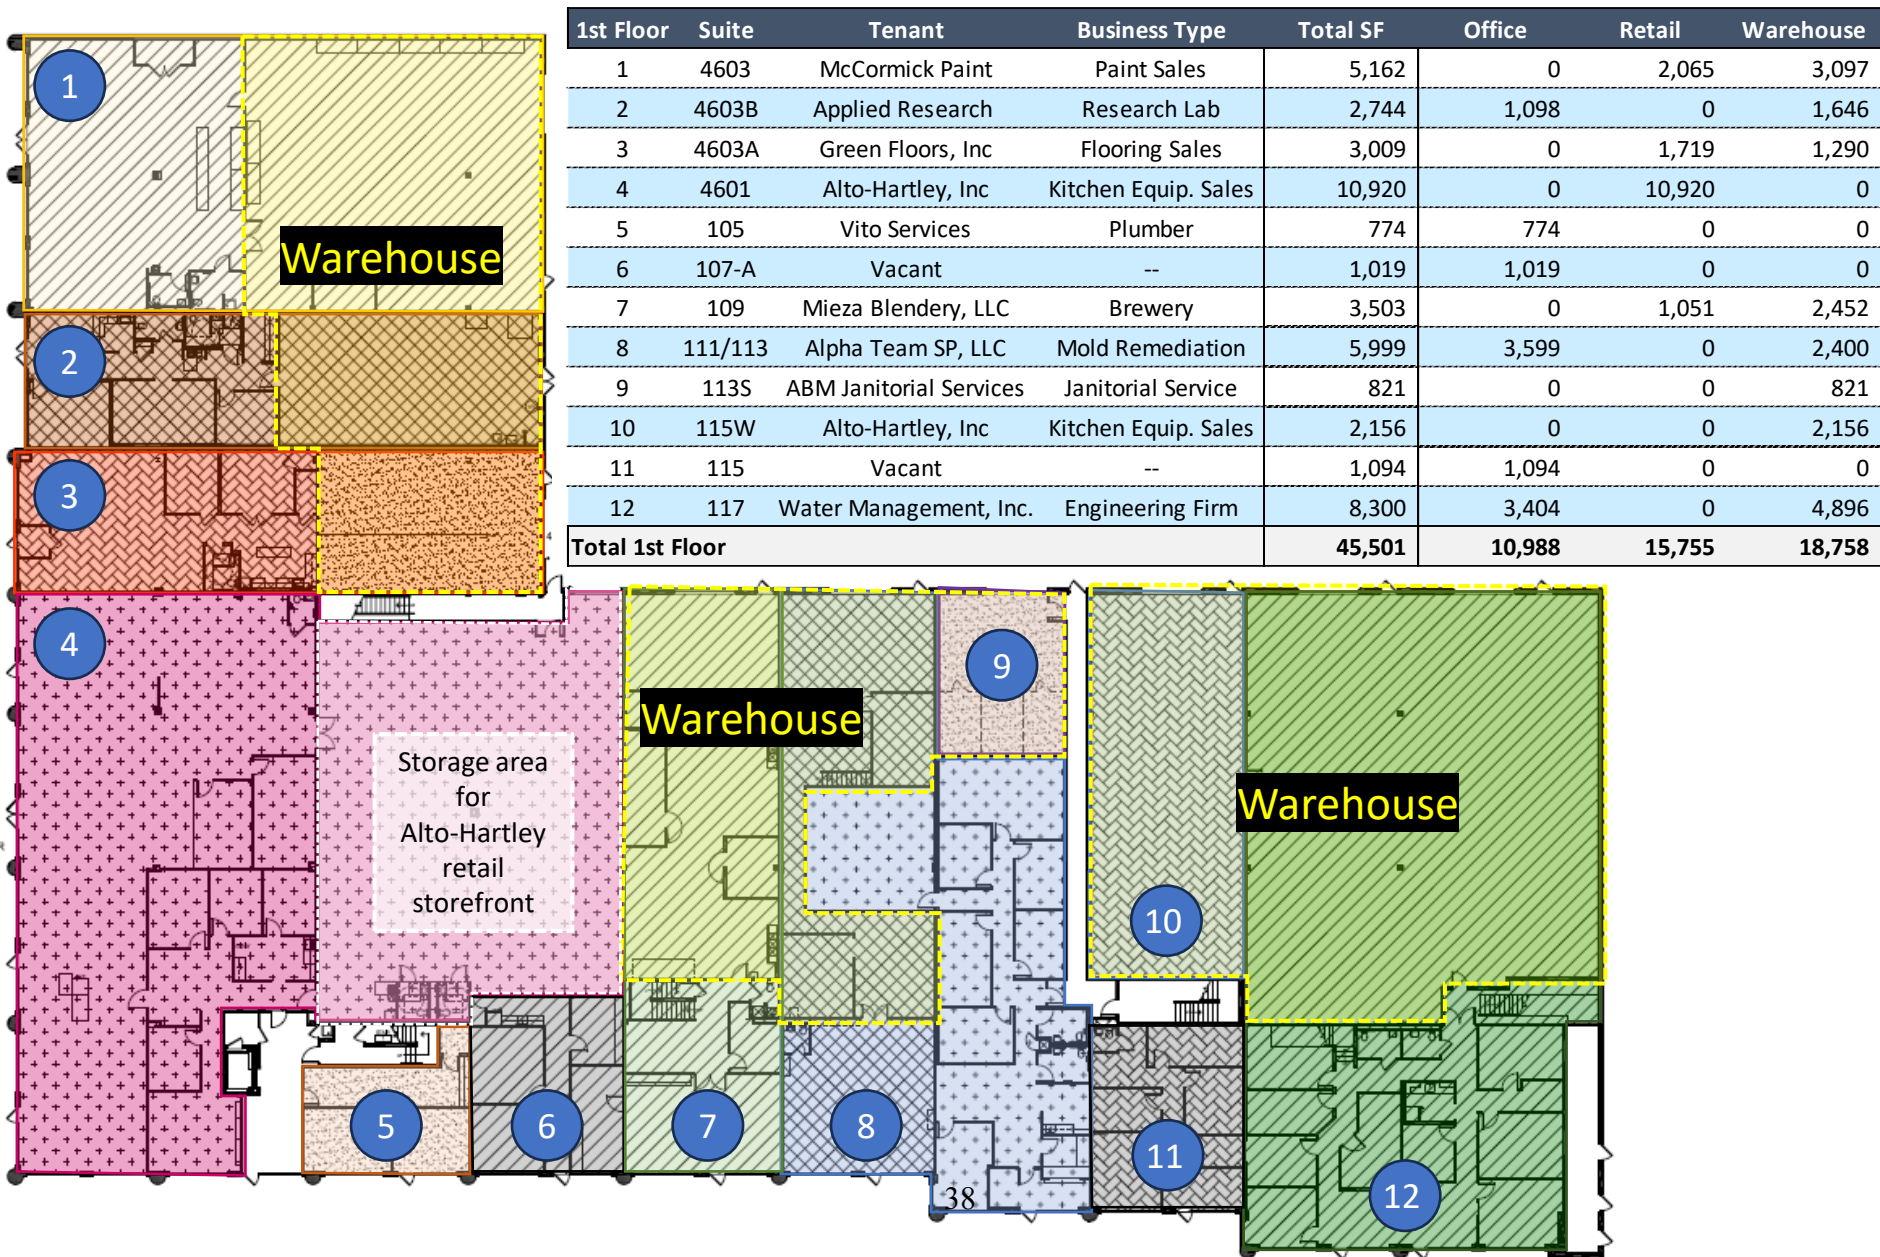 1st Floor Suite Tenant Business Type Total SF Office Retail Warehouse
1 4603 McCormick Paint Paint Sales 5,162 0 2,065 3,097
2 4603B Applied Research Research Lab 2,744 1,098 0 1,646
3 4603A Green Floors, Inc Flooring Sales 3,009 0 1,719 1,290
4 4601 Alto-Hartley, Inc Kitchen Equip. Sales 10,920 0 10,920 0
5 105 Vito Services Plumber 774 774 0 0
6 107-A Vacant -- 1,019 1,019 0 0
7 109 Mieza Blendery, LLC Brewery 3,503 0 1,051 2,452
8 111/113 Alpha Team SP, LLC Mold Remediation 5,999 3,599 0 2,400
9 113S ABM Janitorial Services Janitorial Service 821 0 0 821
10 115W Alto-Hartley, Inc Kitchen Equip. Sales 2,156 0 0 2,156
11 115 Vacant -- 1,094 1,094 0 0
12 117 Water Management, Inc. Engineering Firm 8,300 3,404 0 4,896
Total 1st Floor 45,501 10,988 15,755 18,758
1
Warehouse
2
3
4
9
Warehouse
Storage area
for
Alto-Hartley
retail
storefront
Warehouse
10
5
6
7
8
11
12
38